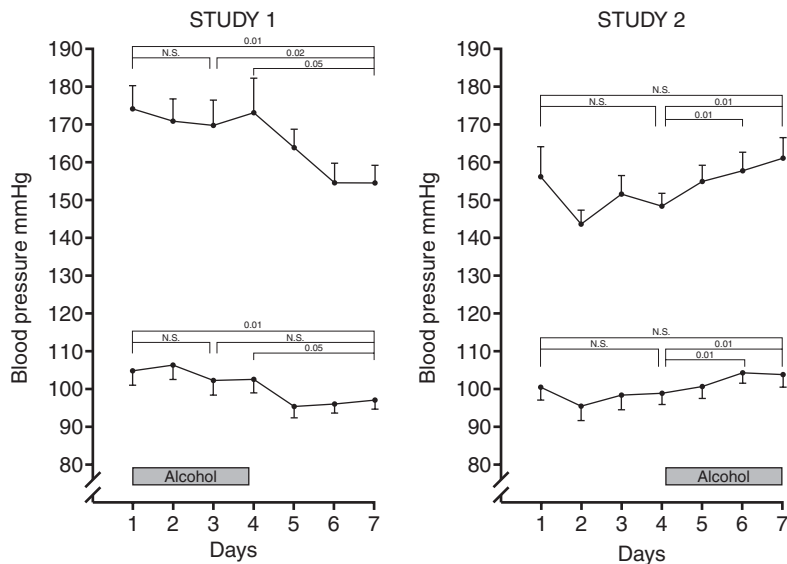 STUDY 1
Blood pressure mmHg
190
180
170
160
150
140
130
120
110
100
90
80
0.01
N.S.
0.02
0.05
0.01
N.S.
N.S.
0.05
Alcohol
1 2 3 4 5 6 7
Days
STUDY 2
Blood pressure mmHg
190
180
170
160
150
140
130
120
110
100
90
80
N.S.
N.S.
0.01
0.01
N.S.
N.S.
0.01
0.01
Alcohol
1 2 3 4 5 6 7
Days